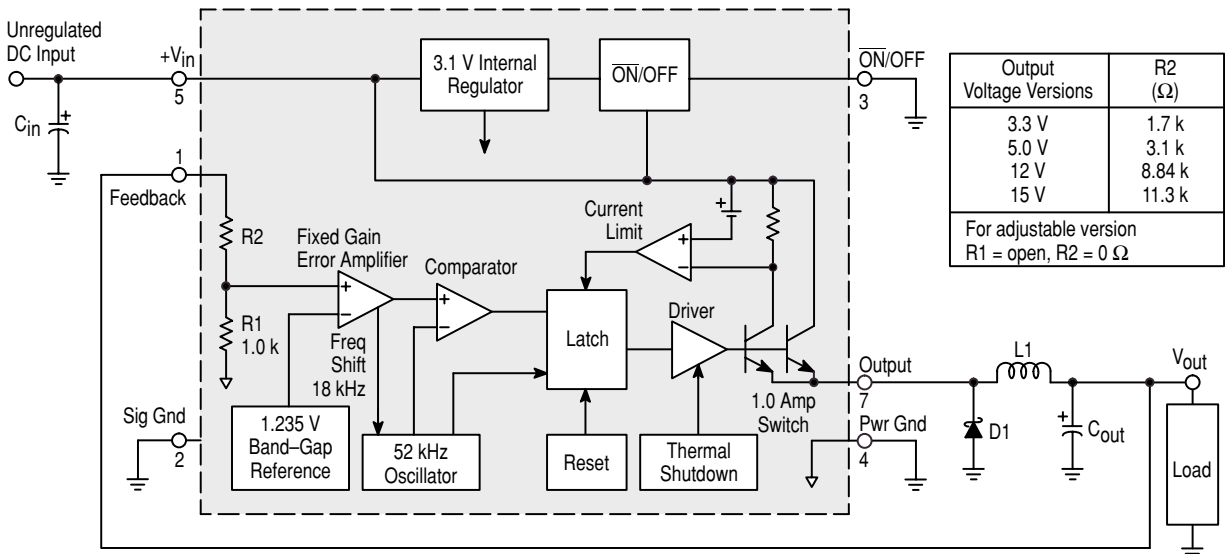 Unregulated
DC Input
+Vin
5
Cin
3.1 V Internal
Regulator
ON/OFF
ON/OFF
3
Output
Voltage Versions
R2
(Ω)
3.3 V
1.7 k
5.0 V
3.1 k
12 V
8.84 k
15 V
11.3 k
For adjustable version
R1 = open, R2 = 0 Ω
1
Feedback
R2
Fixed Gain
Error Amplifier
Comparator
Current
Limit
+
+
–
+
–
+
–
R1
1.0 k
Freq
Shift
18 kHz
Latch
Driver
Output
7
L1
Vout
Sig Gnd
2
1.235 V
Band–Gap
Reference
52 kHz
Oscillator
Reset
Thermal
Shutdown
1.0 Amp
Switch
Pwr Gnd
4
D1
+
Cout
Load
+